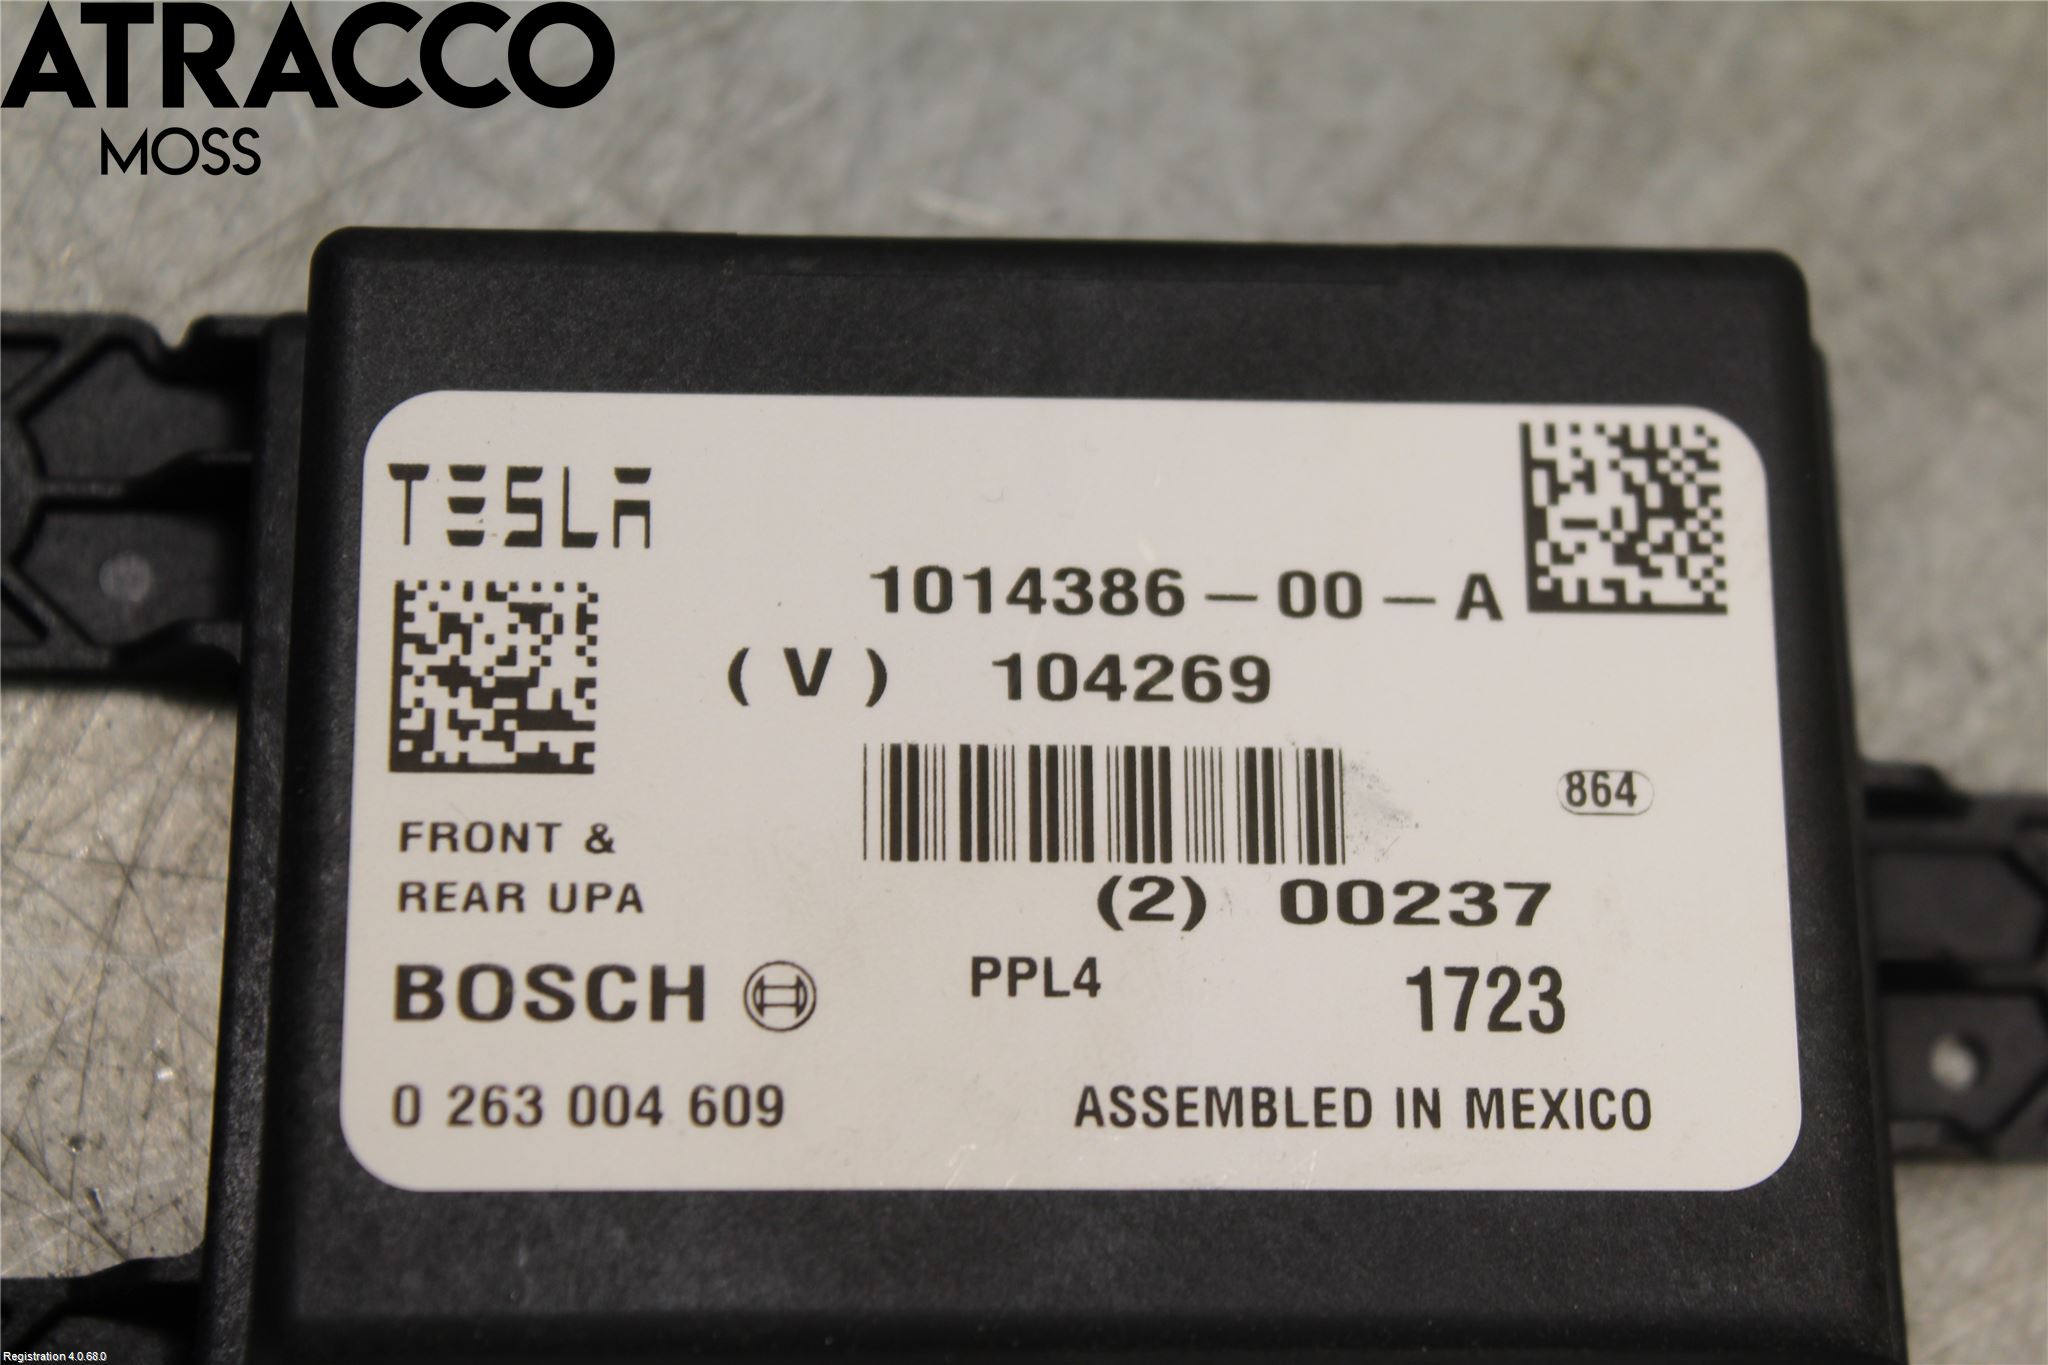 ATRACCO
MOSS
TESLA
1014386-00-A
(V) 104269
864
FRONT &
REAR UPA
(2) 00237
BOSCH
PPL4
1723
0 263 004 609
ASSEMBLED IN MEXICO
Registration 4.0.68.0